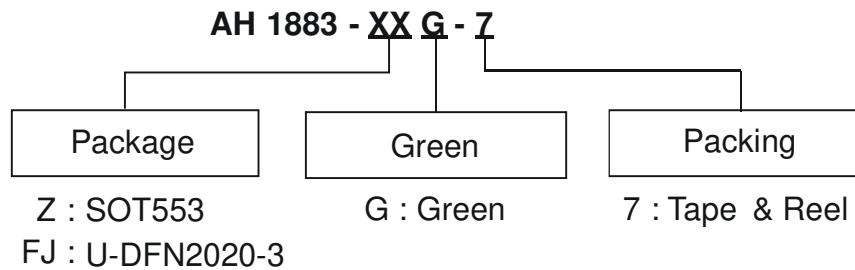 AH 1883 - XX G - 7
Package
Green
Packing
Z : SOT553
G : Green
7 : Tape & Reel
FJ : U-DFN2020-3